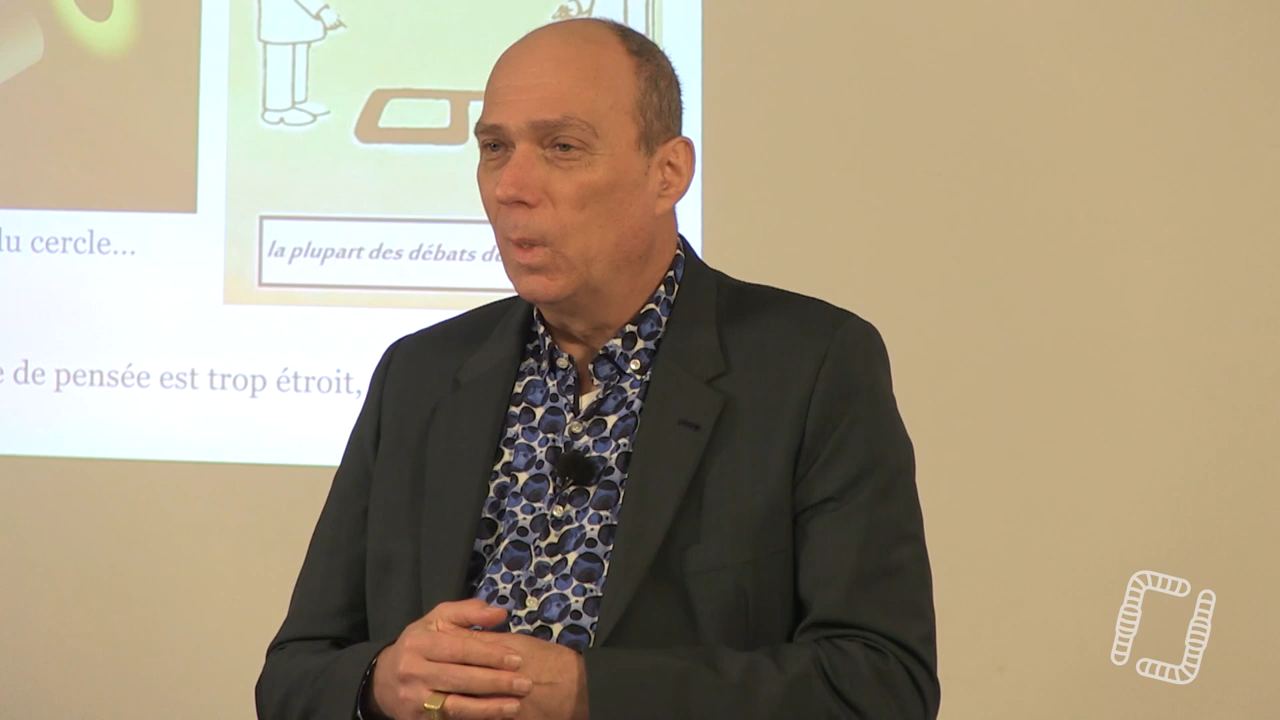 du cercle...
la plupart des débats
de pensée est trop étroit,